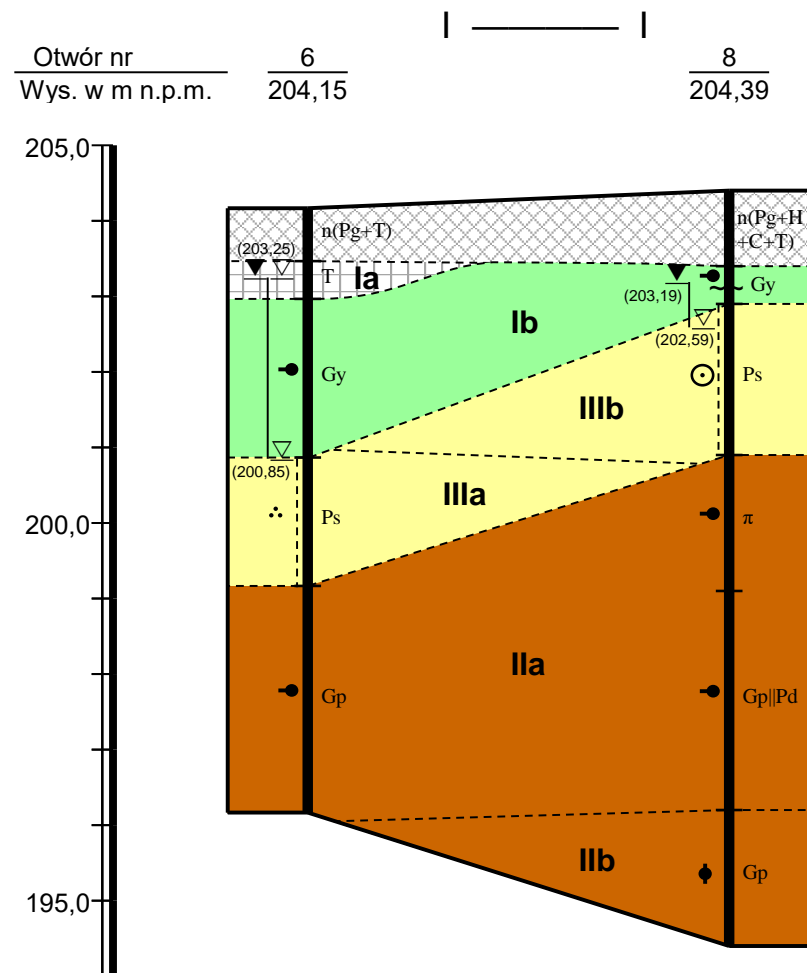 I ———— I
Otwór nr 6 8
Wys. w m n.p.m. 204,15 204,39
205,0
n(Pg+T)
n(Pg+H
+C+T)
(203,25)
T
Ia
Gy
(203,19)
Ib
(202,59)
Gy
Ps
IIIb
(200,85)
IIIa
Ps
200,0
π
IIa
Gp
Gp||Pd
IIb
Gp
195,0